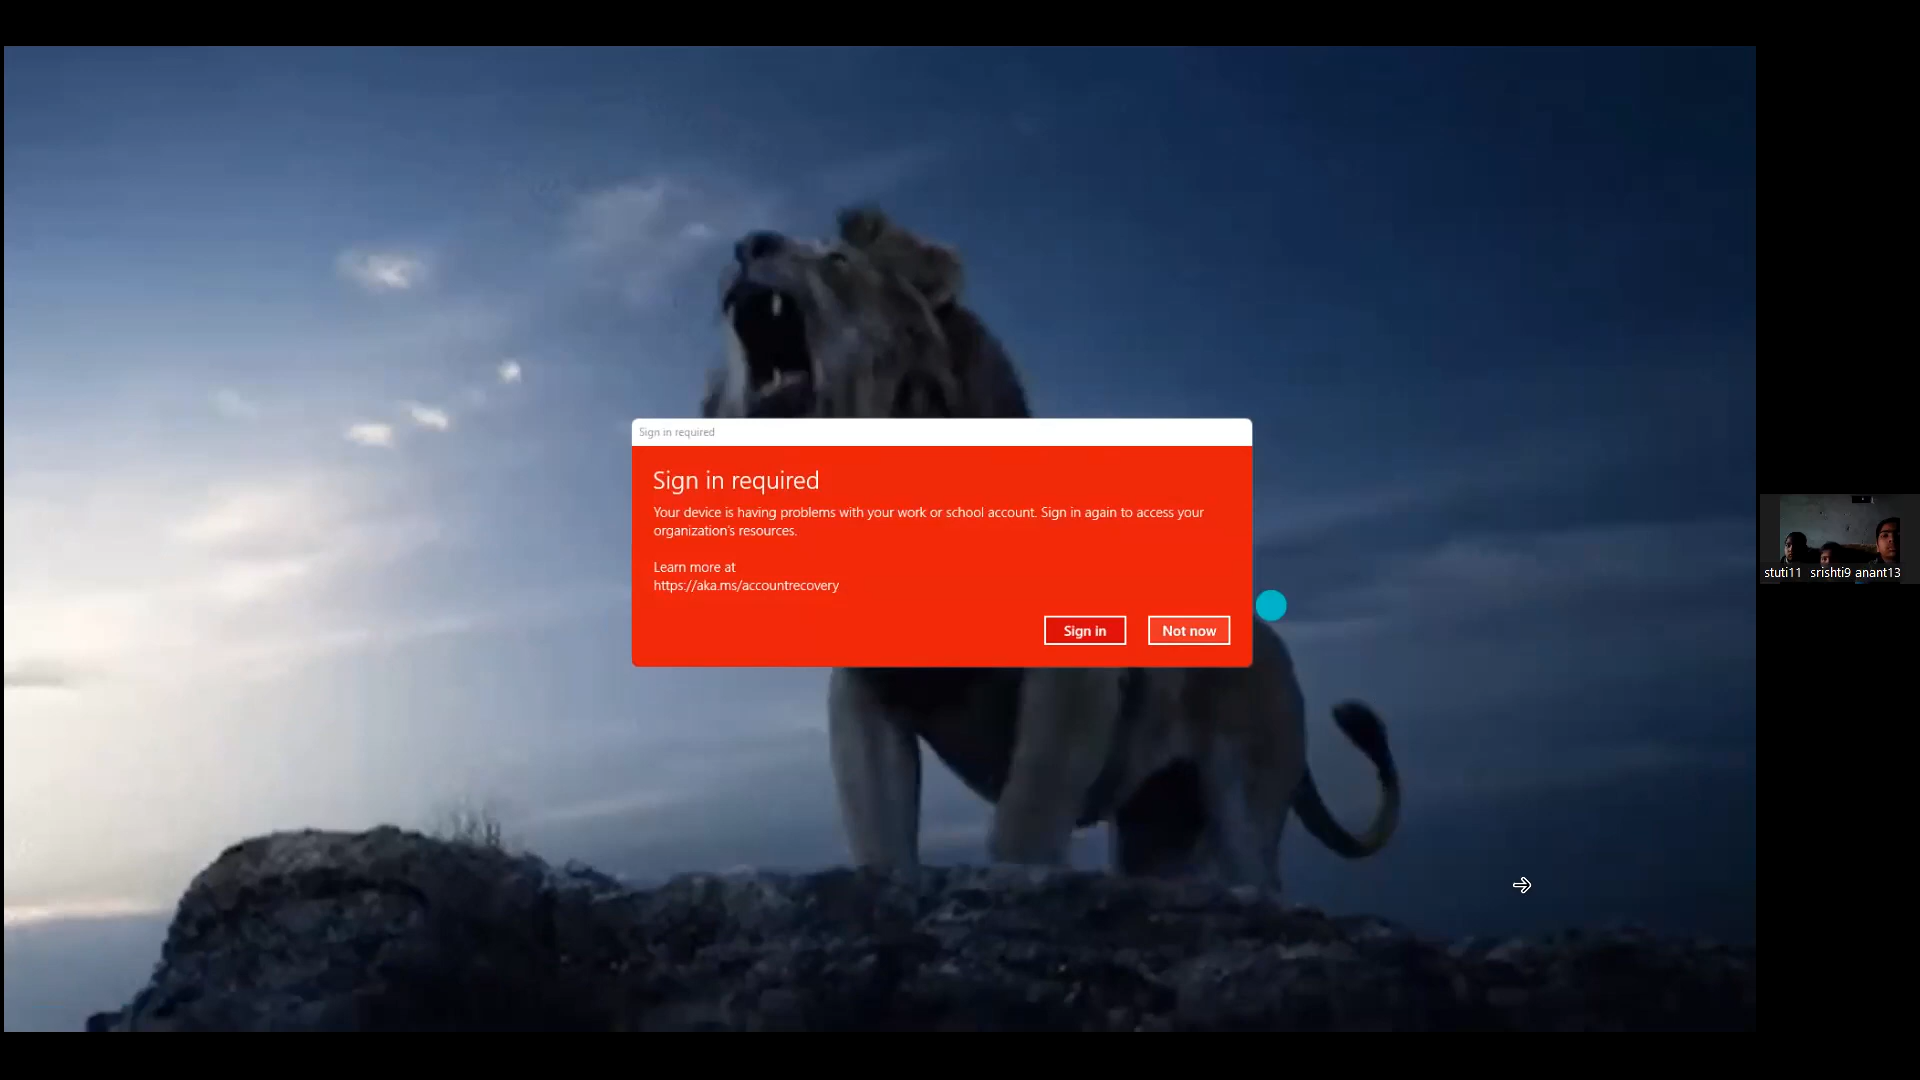 Sign in required
Sign in required
Your device is having problems with your work or school account. Sign in again to access your
organization's resources.
Learn more at
https://aka.ms/accountrecovery
Sign in
Not now
stuti11 srishti9 anant13